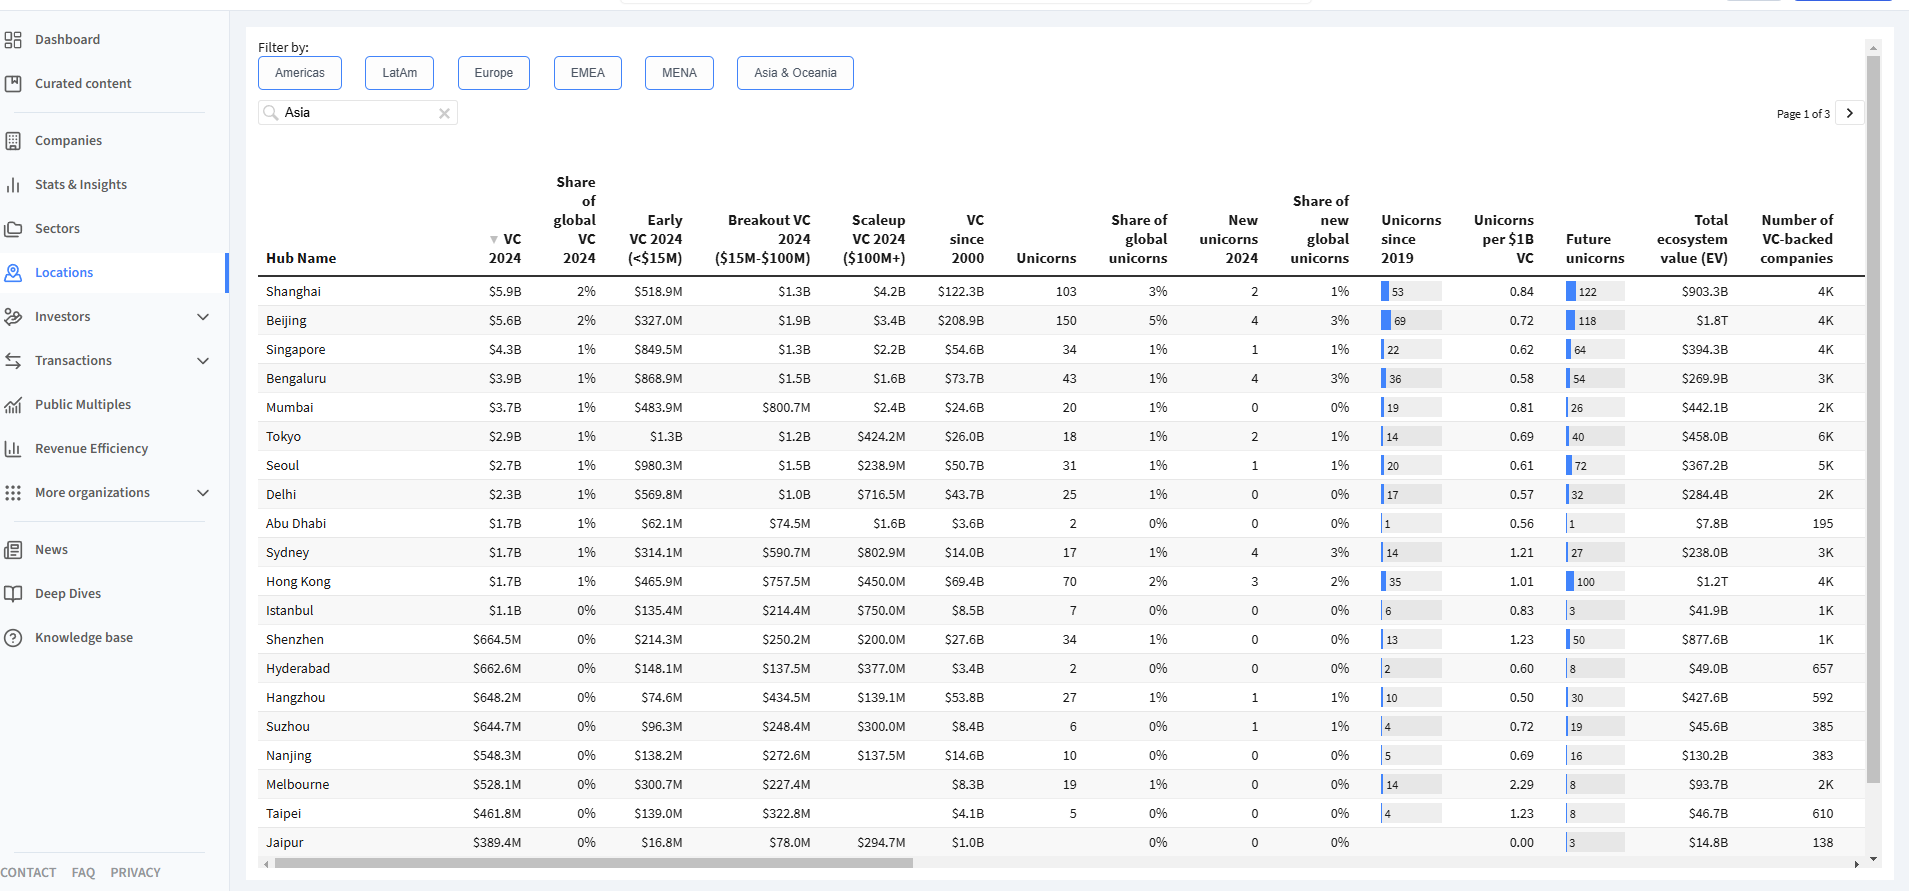 Dashboard
Curated content
Companies
Stats & Insights
Sectors
Locations
Investors
Transactions
Public Multiples
Revenue Efficiency
More organizations
News
Deep Dives
Knowledge base
CONTACT FAQ PRIVACY
Filter by:
Americas LatAm Europe EMEA MENA Asia & Oceania
Asia
Page 1 of 3
Hub Name
VC 2024
Share of global VC 2024
Early VC 2024 (<$15M)
Breakout VC 2024 ($15M-$100M)
Scaleup VC 2024 ($100M+)
VC since 2000
Unicorns
Share of global unicorns
New unicorns 2024
Share of new global unicorns
Unicorns since 2019
Unicorns per $1B VC
Future unicorns
Total ecosystem value (EV)
Number of VC-backed companies
Shanghai $5.9B 2% $518.9M $1.3B $4.2B $122.3B 103 3% 2 1% 53 0.84 122 $903.3B 4K
Beijing $5.6B 2% $327.0M $1.9B $3.4B $208.9B 150 5% 4 3% 69 0.72 118 $1.8T 4K
Singapore $4.3B 1% $849.5M $1.3B $2.2B $54.6B 34 1% 1 1% 22 0.62 64 $394.3B 4K
Bengaluru $3.9B 1% $868.9M $1.5B $1.6B $73.7B 43 1% 4 3% 36 0.58 54 $269.9B 3K
Mumbai $3.7B 1% $483.9M $800.7M $2.4B $24.6B 20 1% 0 0% 19 0.81 26 $442.1B 2K
Tokyo $2.9B 1% $1.3B $1.2B $424.2M $26.0B 18 1% 2 1% 14 0.69 40 $458.0B 6K
Seoul $2.7B 1% $980.3M $1.5B $238.9M $50.7B 31 1% 1 1% 20 0.61 72 $367.2B 5K
Delhi $2.3B 1% $569.8M $1.0B $716.5M $43.7B 25 1% 0 0% 17 0.57 32 $284.4B 2K
Abu Dhabi $1.7B 1% $62.1M $74.5M $1.6B $3.6B 2 0% 0 0% 1 0.56 1 $7.8B 195
Sydney $1.7B 1% $314.1M $590.7M $802.9M $14.0B 17 1% 4 3% 14 1.21 27 $238.0B 3K
Hong Kong $1.7B 1% $465.9M $757.5M $450.0M $69.4B 70 2% 3 2% 35 1.01 100 $1.2T 4K
Istanbul $1.1B 0% $135.4M $214.4M $750.0M $8.5B 7 0% 0 0% 6 0.83 3 $41.9B 1K
Shenzhen $664.5M 0% $214.3M $250.2M $200.0M $27.6B 34 1% 0 0% 13 1.23 50 $877.6B 1K
Hyderabad $662.6M 0% $148.1M $137.5M $377.0M $3.4B 2 0% 0 0% 2 0.60 8 $49.0B 657
Hangzhou $648.2M 0% $74.6M $434.5M $139.1M $53.8B 27 1% 1 1% 10 0.50 30 $427.6B 592
Suzhou $644.7M 0% $96.3M $248.4M $300.0M $8.4B 6 0% 1 1% 4 0.72 19 $45.6B 385
Nanjing $548.3M 0% $138.2M $272.6M $137.5M $14.6B 10 0% 0 0% 5 0.69 16 $130.2B 383
Melbourne $528.1M 0% $300.7M $227.4M $8.3B 19 1% 0 0% 14 2.29 8 $93.7B 2K
Taipei $461.8M 0% $139.0M $322.8M $4.1B 5 0% 0 0% 4 1.23 8 $46.7B 610
Jaipur $389.4M 0% $16.8M $78.0M $294.7M $1.0B 0% 0 0% 0.00 3 $14.8B 138